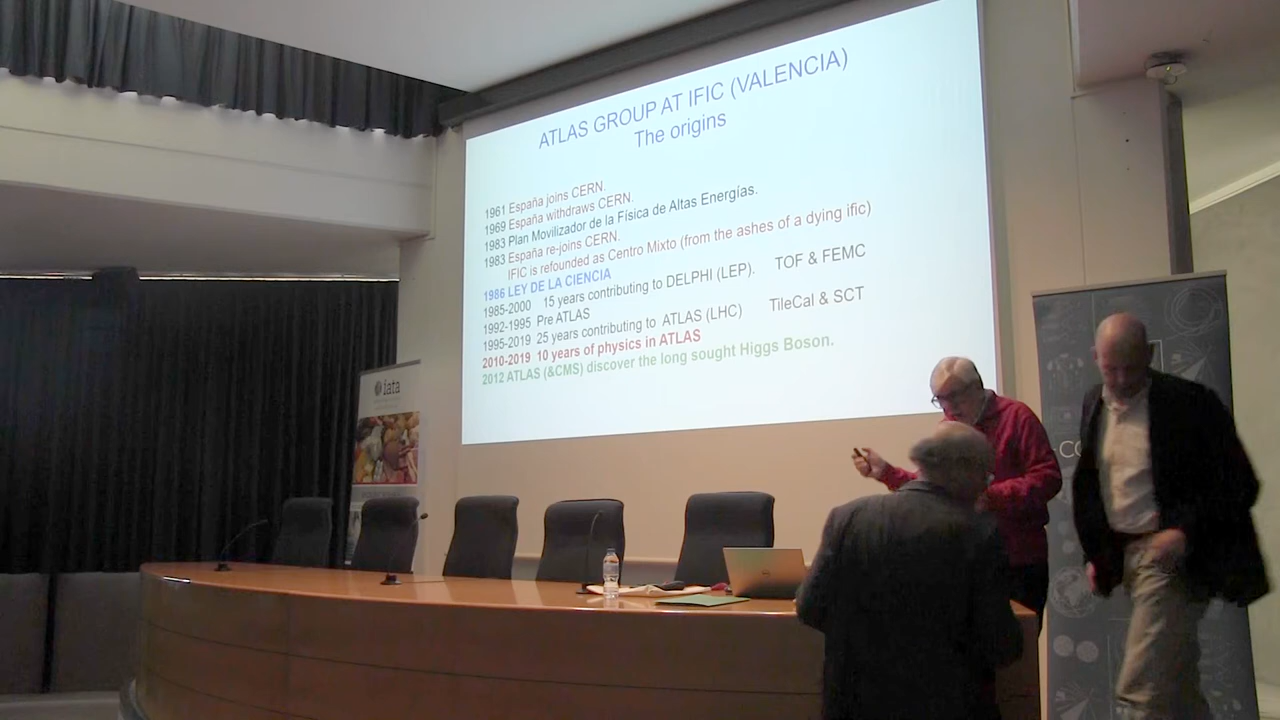 ATLAS GROUP AT IFIC (VALENCIA)
The origins
1961 España joins CERN.
1969 España withdraws CERN.
1983 Plan Movilizador de la Física de Altas Energías.
1983 España re-joins CERN.
IFIC is refounded as Centro Mixto (from the ashes of a dying ific)
1986 LEY DE LA CIENCIA
1985-2000 15 years contributing to DELPHI (LEP). TOF & FEMC
1992-1995 Pre ATLAS
1995-2019 25 years contributing to ATLAS (LHC) TileCal & SCT
2010-2019 10 years of physics in ATLAS
2012 ATLAS (&CMS) discover the long sought Higgs Boson.
iata